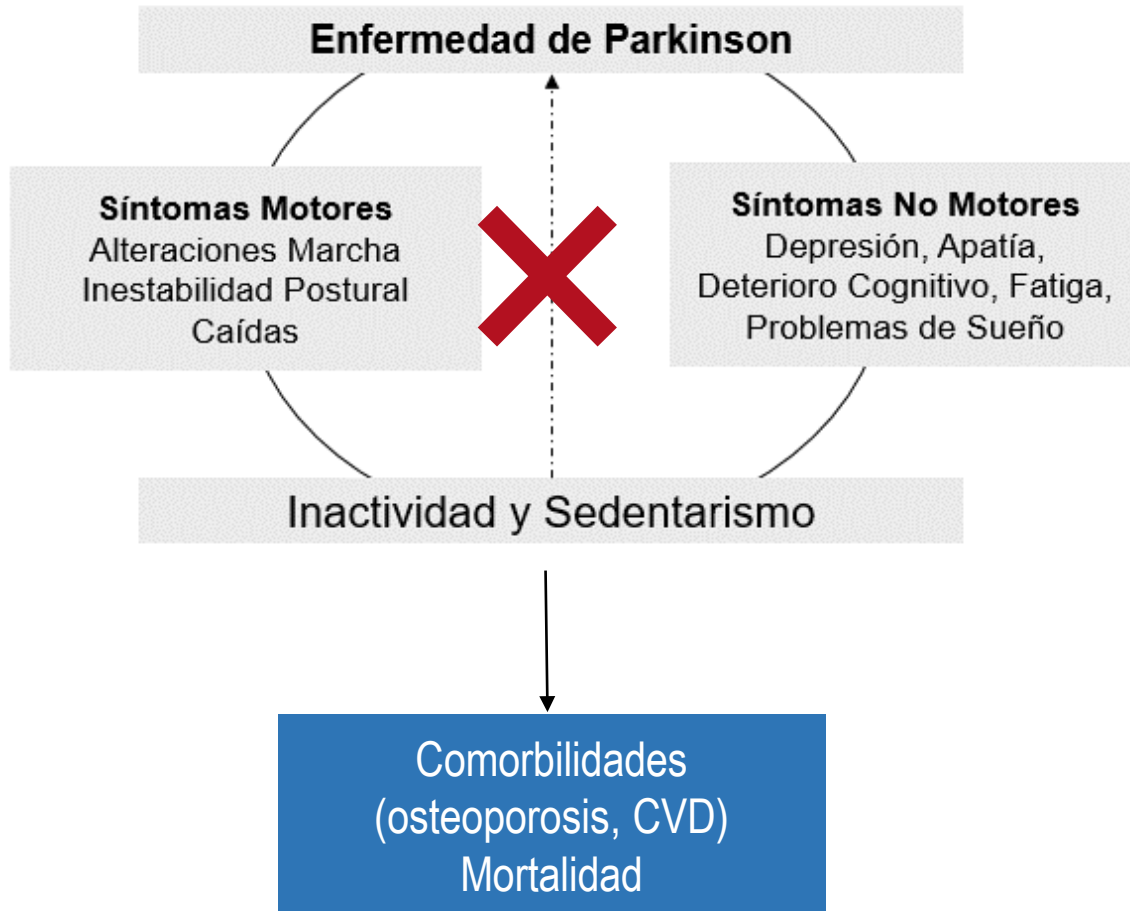 Enfermedad de Parkinson
Síntomas Motores
Alteraciones Marcha
Inestabilidad Postural
Caídas
Síntomas No Motores
Depresión, Apatía,
Deterioro Cognitivo, Fatiga,
Problemas de Sueño
Inactividad y Sedentarismo
Comorbilidades
(osteoporosis, CVD)
Mortalidad